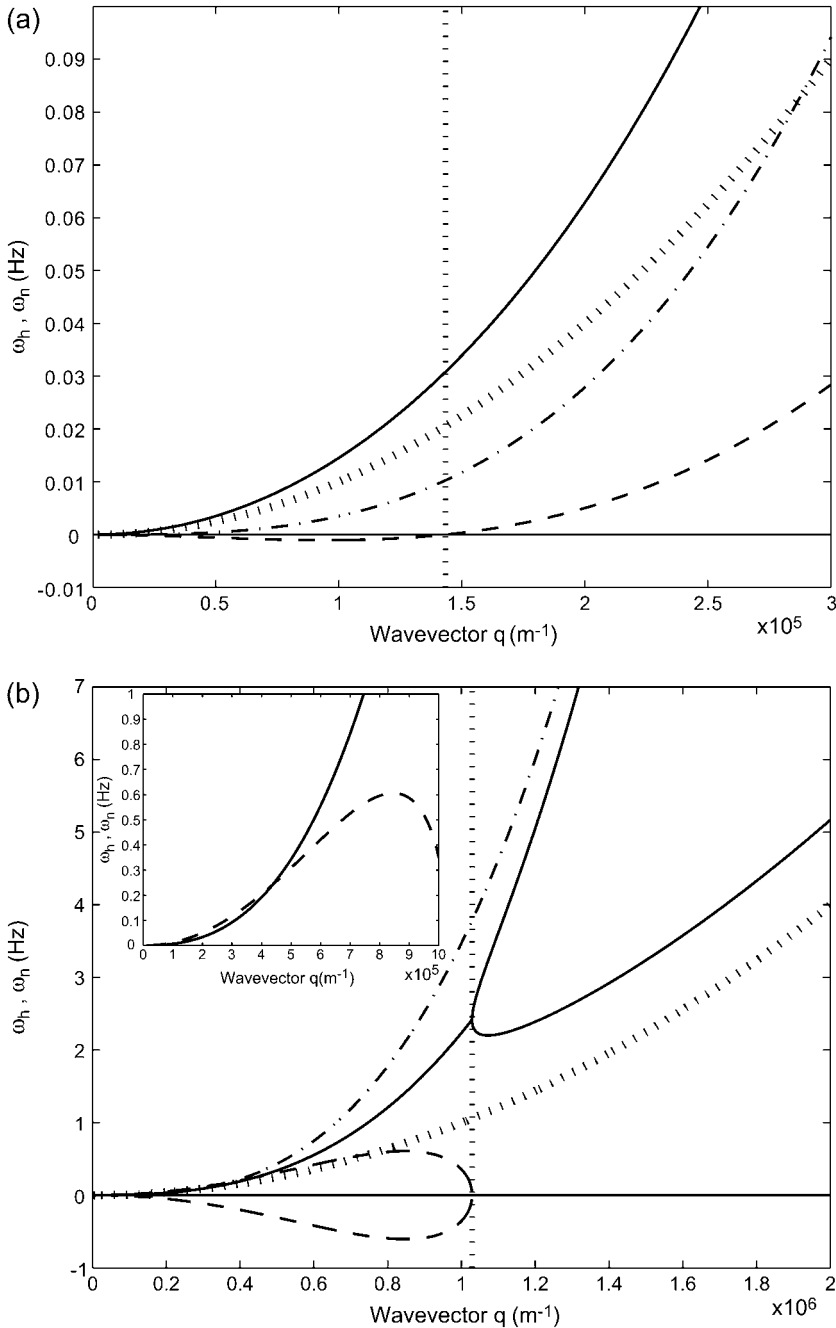 (a)
0.09
0.08
0.07
0.06
0.05
0.04
0.03
0.02
0.01
0
-0.01
ωh , ωn (Hz)
0 0.5 1 1.5 2 2.5 3
x10⁵
Wavevector q (m⁻¹)
(b)
7
6
5
4
3
2
1
0
-1
ωh , ωn (Hz)
1
0.9
0.8
0.7
0.6
0.5
0.4
0.3
0.2
0.1
0
ωh , ωn (Hz)
0 1 2 3 4 5 6 7 8 9 10
x10⁵
Wavevector q(m⁻¹)
0 0.2 0.4 0.6 0.8 1 1.2 1.4 1.6 1.8 2
x10⁶
Wavevector q (m⁻¹)